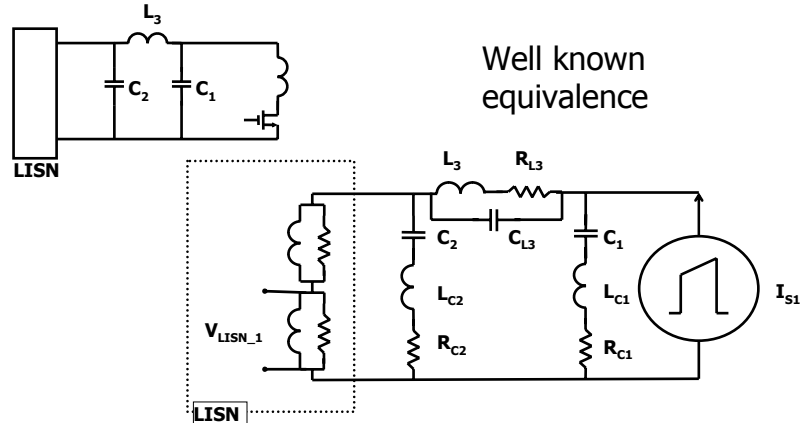 L3
C2
C1
LISN
Well known
equivalence
L3
RL3
C2
CL3
C1
LC2
LC1
IS1
VLISN_1
RC2
RC1
LISN